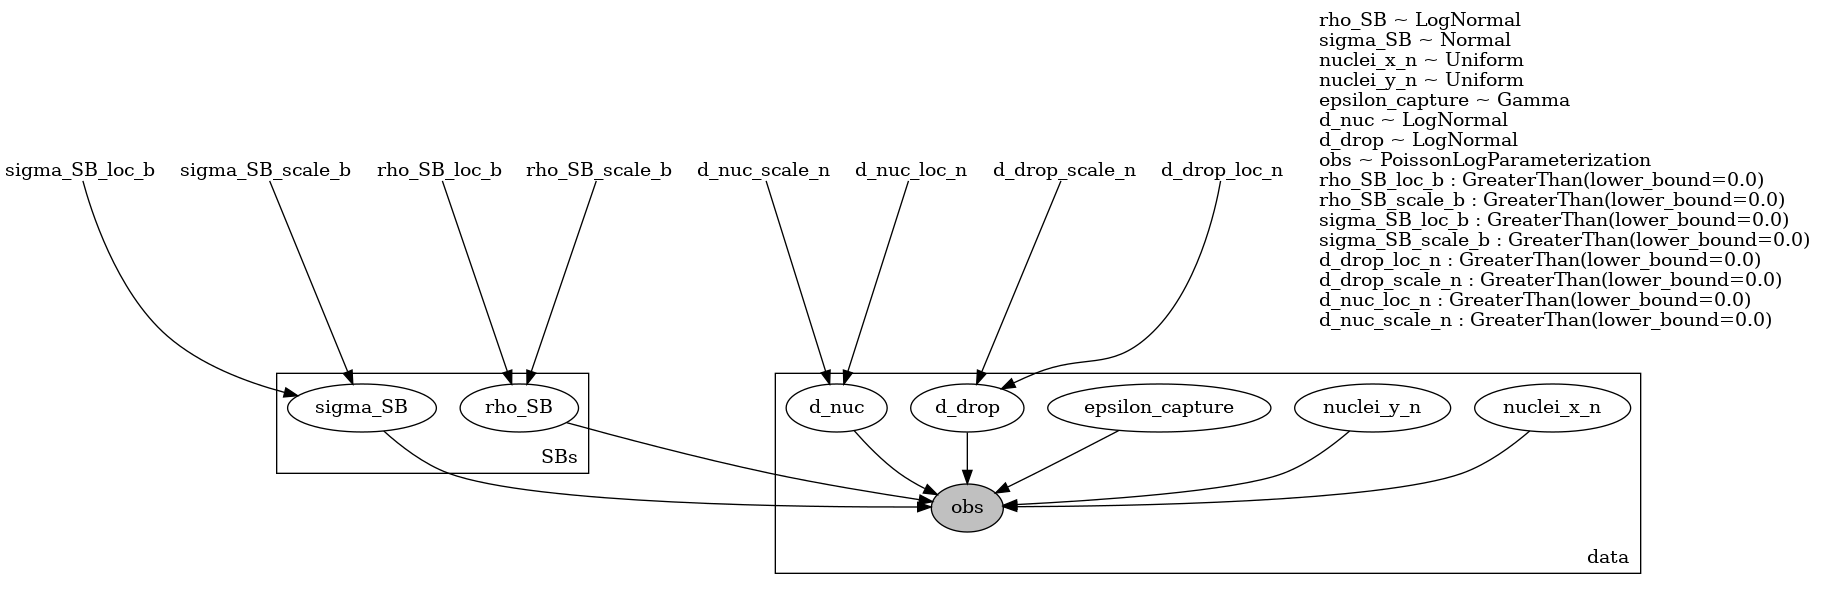 rho_SB ~ LogNormal
sigma_SB ~ Normal
nuclei_x_n ~ Uniform
nuclei_y_n ~ Uniform
epsilon_capture ~ Gamma
d_nuc ~ LogNormal
d_drop ~ LogNormal
obs ~ PoissonLogParameterization
rho_SB_loc_b : GreaterThan(lower_bound=0.0)
rho_SB_scale_b : GreaterThan(lower_bound=0.0)
sigma_SB_loc_b : GreaterThan(lower_bound=0.0)
sigma_SB_scale_b : GreaterThan(lower_bound=0.0)
d_drop_loc_n : GreaterThan(lower_bound=0.0)
d_drop_scale_n : GreaterThan(lower_bound=0.0)
d_nuc_loc_n : GreaterThan(lower_bound=0.0)
d_nuc_scale_n : GreaterThan(lower_bound=0.0)
sigma_SB_loc_b
sigma_SB_scale_b
rho_SB_loc_b
rho_SB_scale_b
d_nuc_scale_n
d_nuc_loc_n
d_drop_scale_n
d_drop_loc_n
sigma_SB
rho_SB
SBs
d_nuc
d_drop
epsilon_capture
nuclei_y_n
nuclei_x_n
obs
data